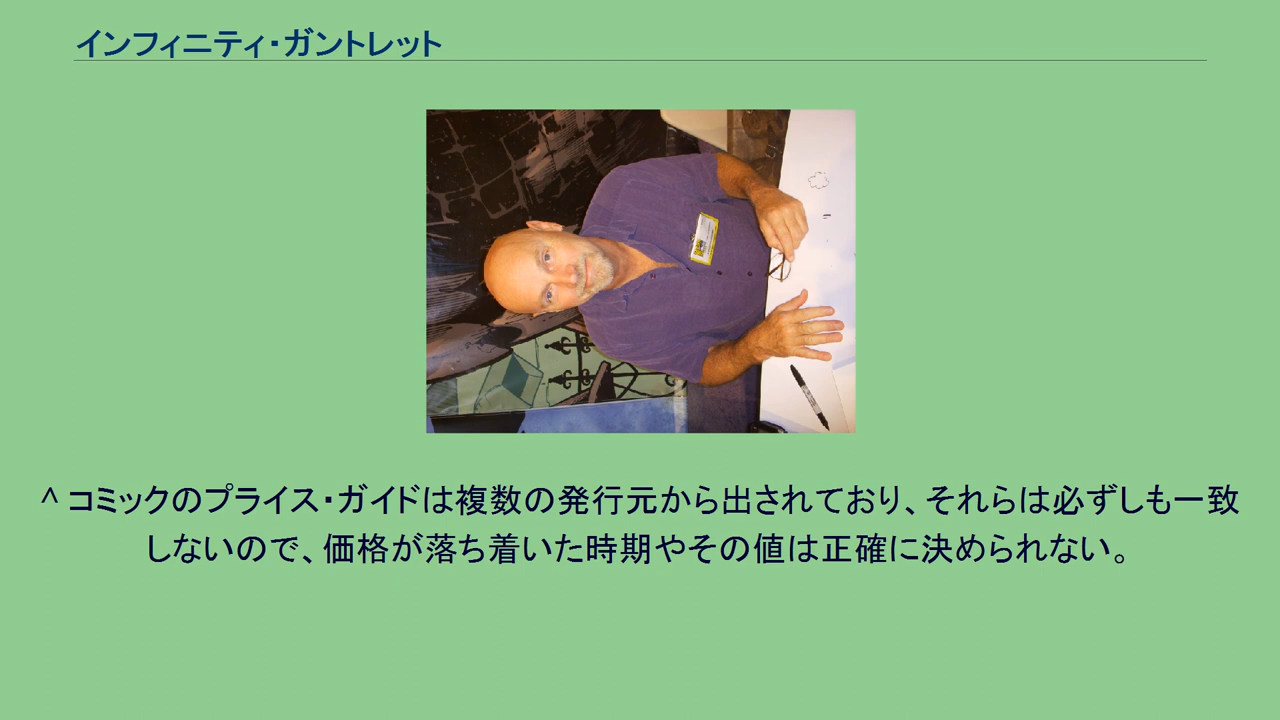 インフィニティ・ガントレット
^ コミックのプライス・ガイドは複数の発行元から出されており、それらは必ずしも一致
しないので、価格が落ち着いた時期やその値は正確に決められない。